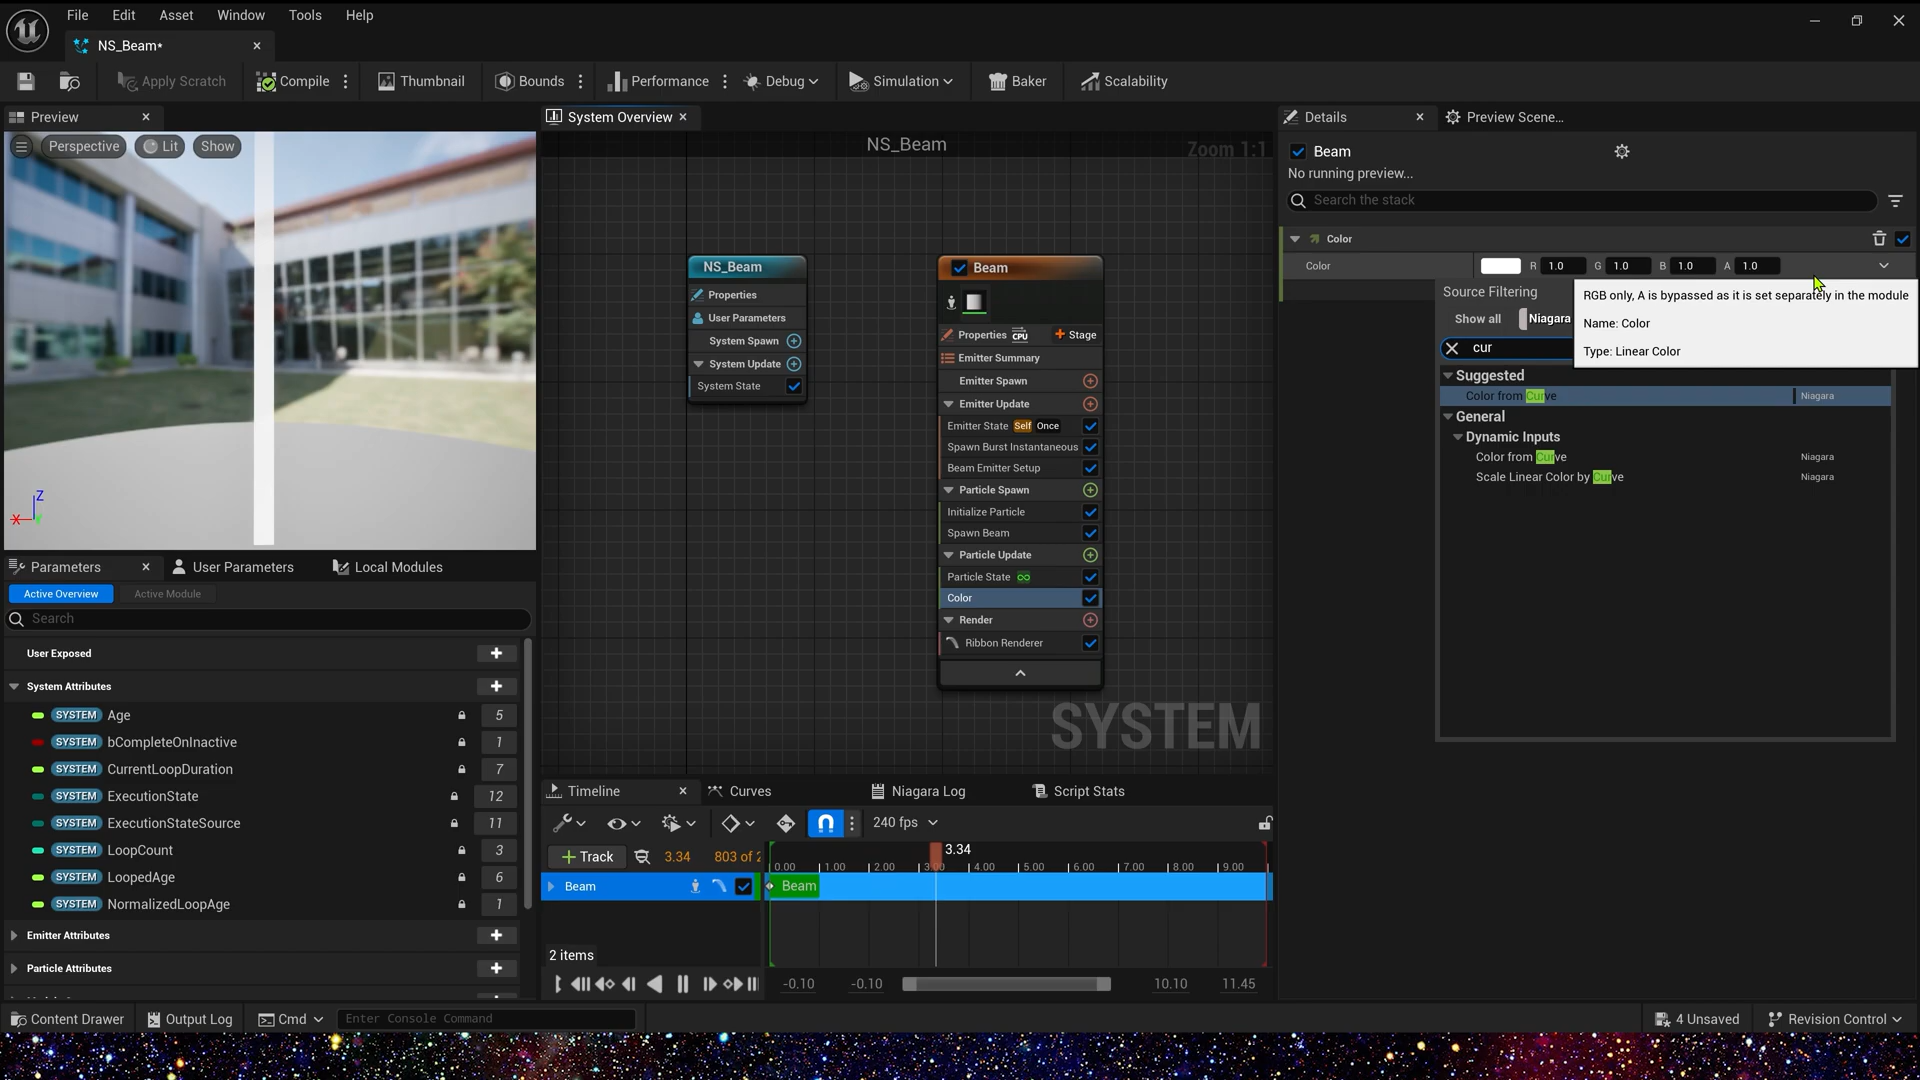 File Edit Asset Window Tools Help
NS_Beam*
Apply Scratch Compile Thumbnail Bounds Performance Debug Simulation Baker Scalability
Preview
Perspective Lit Show
Z
X
System Overview
NS_Beam
Zoom 1:1
NS_Beam
Properties
User Parameters
System Spawn
System Update
System State
Beam
Properties CPU Stage
Emitter Summary
Emitter Spawn
Emitter Update
Emitter State Self Once
Spawn Burst Instantaneous
Beam Emitter Setup
Particle Spawn
Initialize Particle
Spawn Beam
Particle Update
Particle State
Color
Render
Ribbon Renderer
SYSTEM
Details Preview Scene...
Beam
No running preview...
Search the stack
Color
Color R 1.0 G 1.0 B 1.0 A 1.0
Source Filtering
Show all Niagara
cur
RGB only, A is bypassed as it is set separately in the module
Name: Color
Type: Linear Color
Suggested
Color from Curve Niagara
General
Dynamic Inputs
Color from Curve Niagara
Scale Linear Color by Curve Niagara
Parameters User Parameters Local Modules
Active Overview Active Module
Search
User Exposed
System Attributes
SYSTEM Age 5
SYSTEM bCompleteOnInactive 1
SYSTEM CurrentLoopDuration 7
SYSTEM ExecutionState 12
SYSTEM ExecutionStateSource 11
SYSTEM LoopCount 3
SYSTEM LoopedAge 6
SYSTEM NormalizedLoopAge 1
Emitter Attributes
Particle Attributes
Timeline Curves Niagara Log Script Stats
240 fps
Track 3.34 803 of
3.34
0.00 1.00 2.00 3.00 4.00 5.00 6.00 7.00 8.00 9.00
Beam
Beam
2 items
-0.10 -0.10 10.10 11.45
Content Drawer Output Log Cmd Enter Console Command 4 Unsaved Revision Control